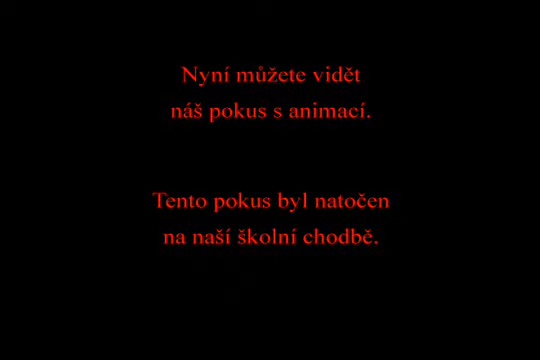 Nyní můžete vidět
náš pokus s animací.
Tento pokus byl natočen
na naší školní chodbě.